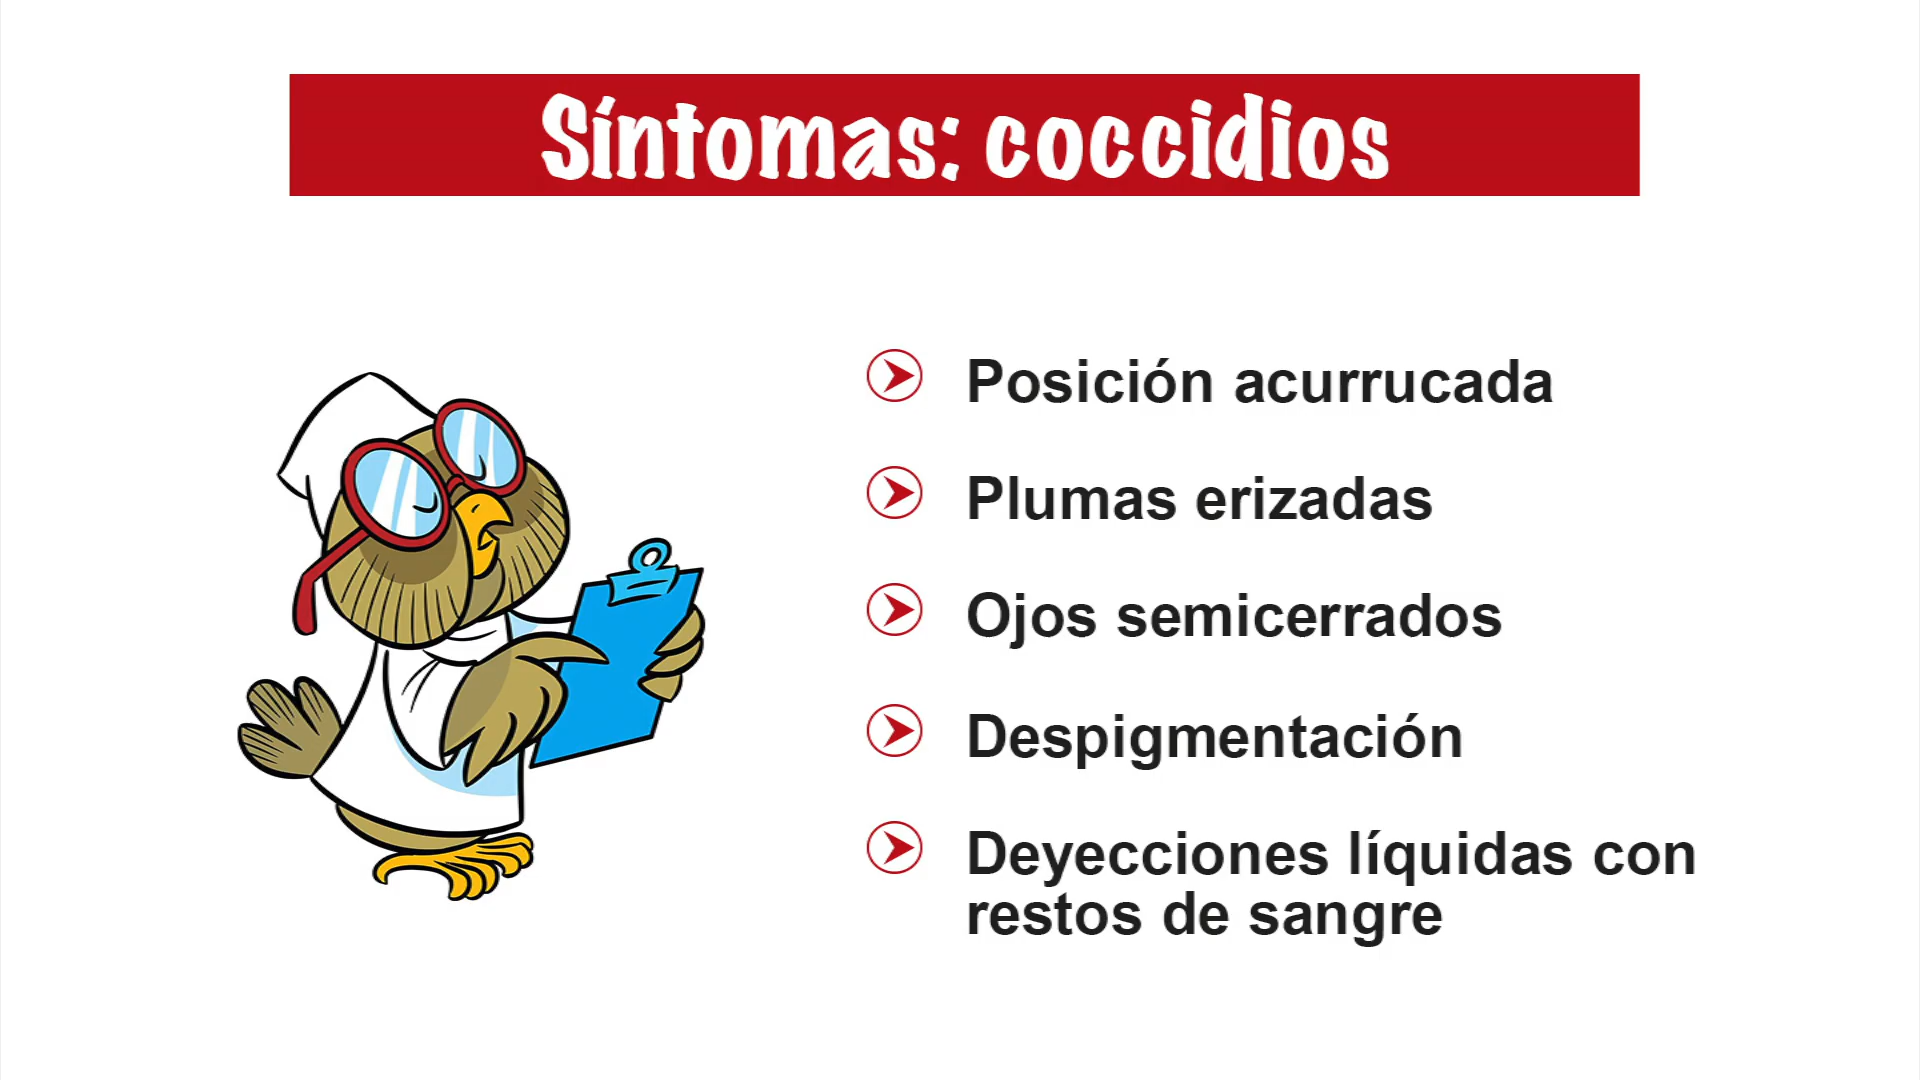 Síntomas: coccidios
Posición acurrucada
Plumas erizadas
Ojos semicerrados
Despigmentación
Deyecciones líquidas con
restos de sangre